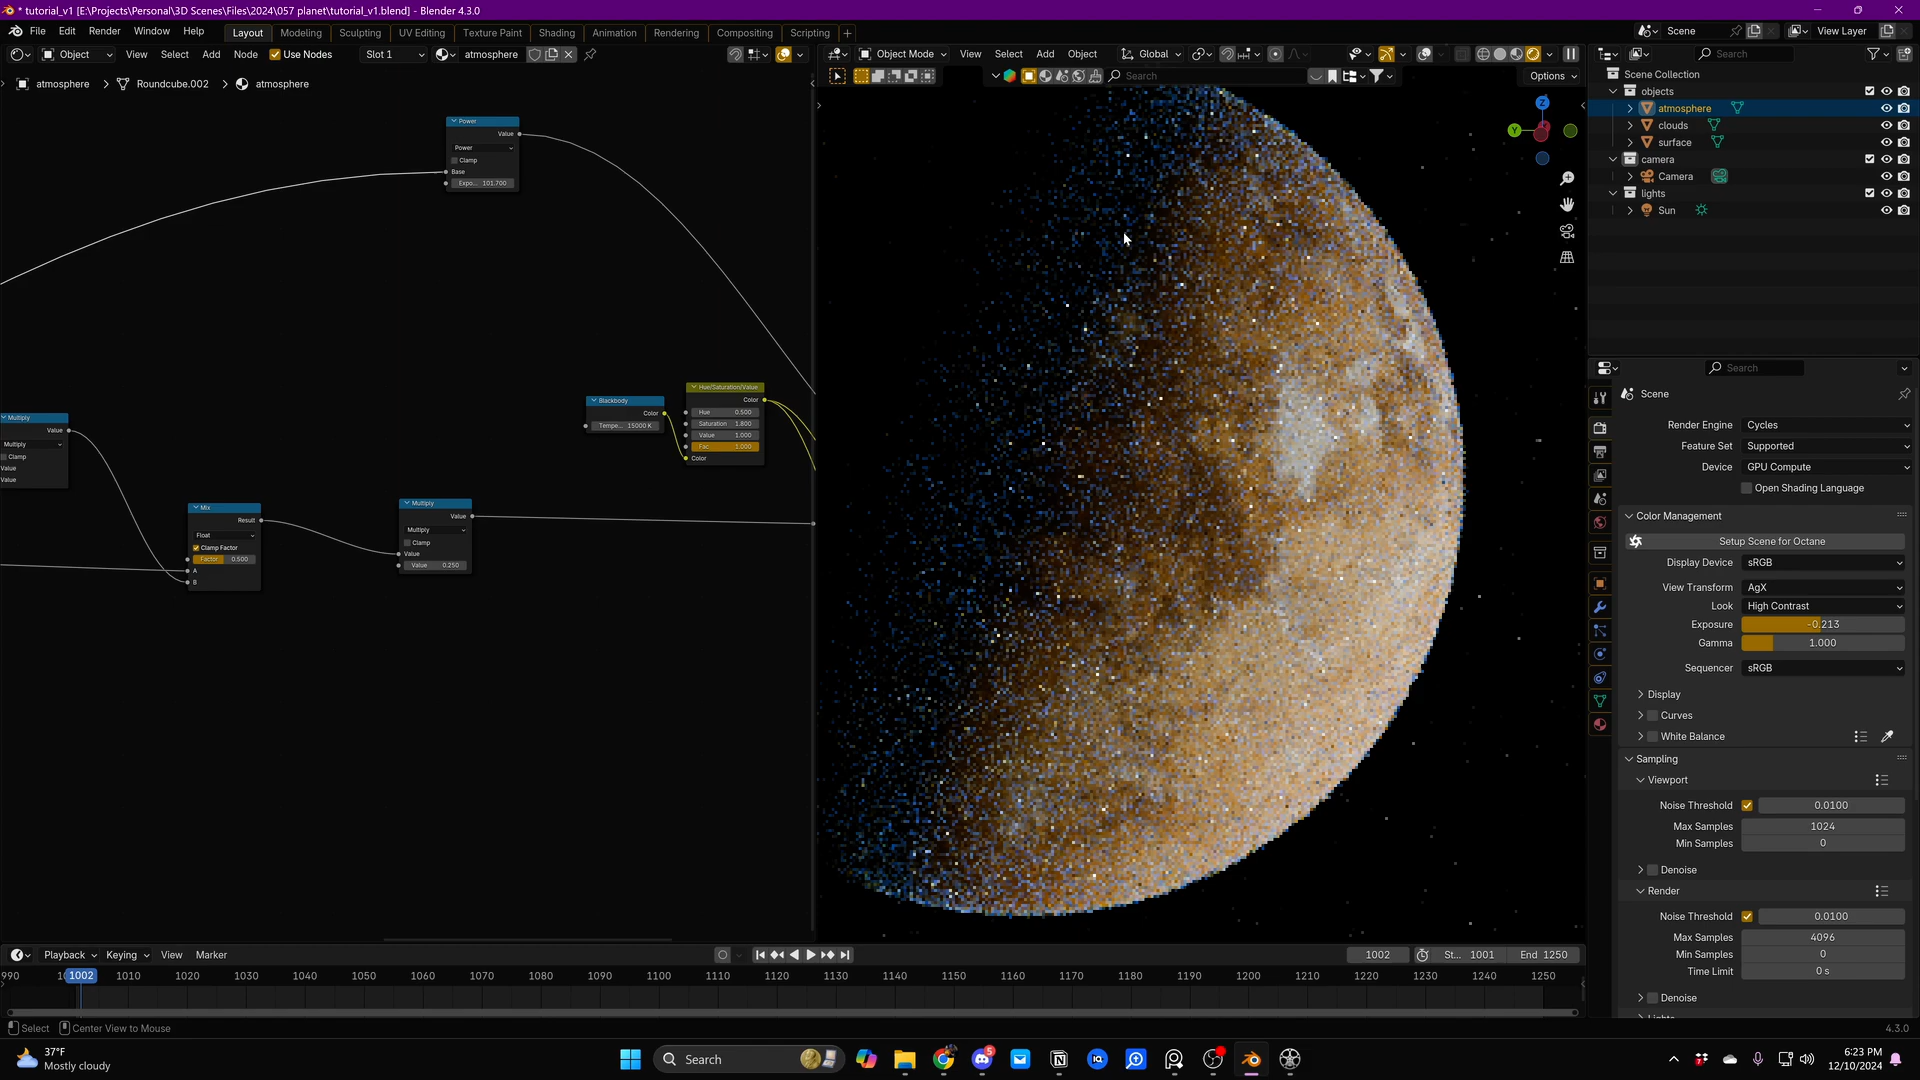 * tutorial_v1 [E:\Projects\Personal\3D Scenes\Files\2024\057 planet\tutorial_v1.blend] - Blender 4.3.0
File Edit Render Window Help Layout Modeling Sculpting UV Editing Texture Paint Shading Animation Rendering Compositing Scripting +
Scene View Layer
Object View Select Add Node Use Nodes Slot 1 atmosphere
Object Mode View Select Add Object Global
Search
Search Options
atmosphere > Roundcube.002 > atmosphere
Scene Collection
objects
atmosphere
clouds
surface
camera
Camera
lights
Sun
Z
Y
Power
Value
Power
Clamp
Base
Expo... 101.700
Blackbody
Color
Tempe... 15000 K
Hue/Saturation/Value
Color
Hue 0.500
Saturation 1.800
Value 1.000
Fac 1.000
Color
Multiply
Value
Multiply
Clamp
Value
Value
Mix
Result
Float
Clamp Factor
Factor 0.500
A
B
Multiply
Value
Multiply
Clamp
Value
Value 0.250
Search
Scene
Render Engine Cycles
Feature Set Supported
Device GPU Compute
Open Shading Language
Color Management
Setup Scene for Octane
Display Device sRGB
View Transform AgX
Look High Contrast
Exposure -0.213
Gamma 1.000
Sequencer sRGB
Display
Curves
White Balance
Sampling
Viewport
Noise Threshold 0.0100
Max Samples 1024
Min Samples 0
Denoise
Render
Noise Threshold 0.0100
Max Samples 4096
Min Samples 0
Time Limit 0 s
Denoise
Playback Keying View Marker 1002 St... 1001 End 1250
990 1002 1010 1020 1030 1040 1050 1060 1070 1080 1090 1100 1110 1120 1130 1140 1150 1160 1170 1180 1190 1200 1210 1220 1230 1240 1250
Select Center View to Mouse 4.3.0
37°F
Mostly cloudy
Search
5
6:23 PM
12/10/2024